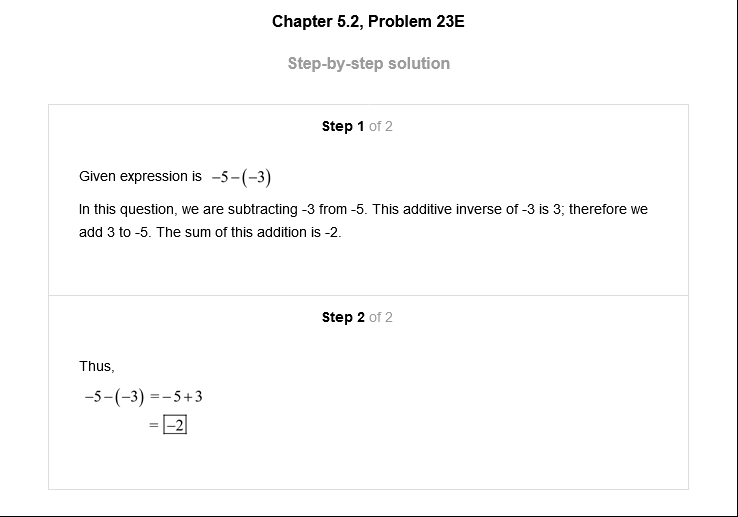 Chapter 5.2, Problem 23E
Step-by-step solution
Step 1 of 2
Given expression is −5−(−3)
In this question, we are subtracting -3 from -5. This additive inverse of -3 is 3; therefore we
add 3 to -5. The sum of this addition is -2.
Step 2 of 2
Thus,
−5−(−3) =−5+3
= −2